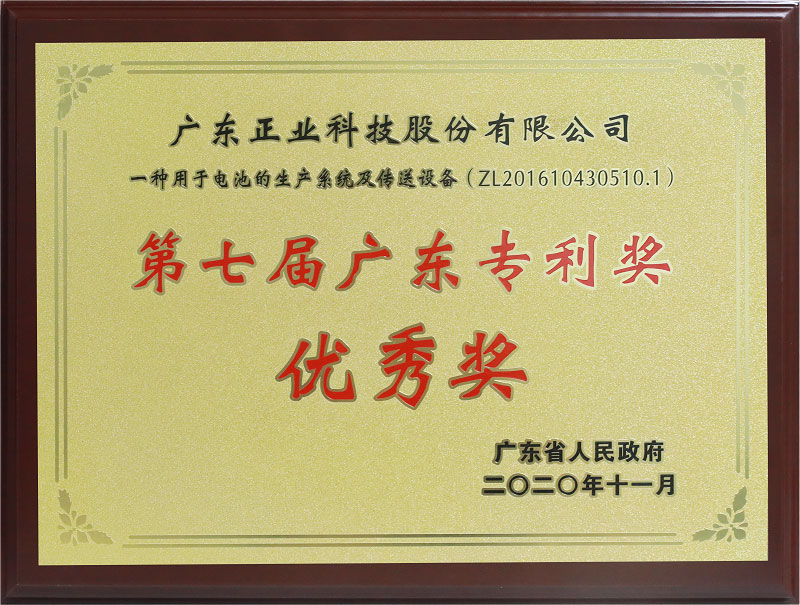 广东正业科技股份有限公司
一种用于电池的生产系统及传送设备（ZL201610430510.1）
第七届广东专利奖
优秀奖
广东省人民政府
二〇二〇年十一月